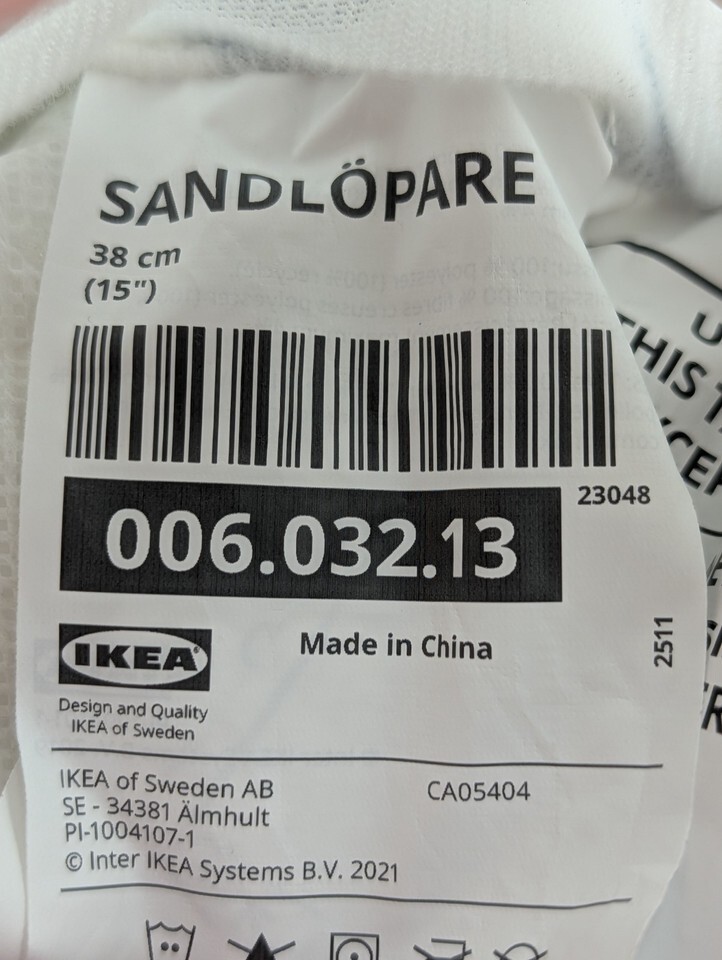 SANDLÖPARE
38 cm
(15")
23048
006.032.13
IKEA®
Design and Quality
IKEA of Sweden
Made in China
2511
IKEA of Sweden AB
SE - 34381 Älmhult
PI-1004107-1
© Inter IKEA Systems B.V. 2021
CA05404
THIS